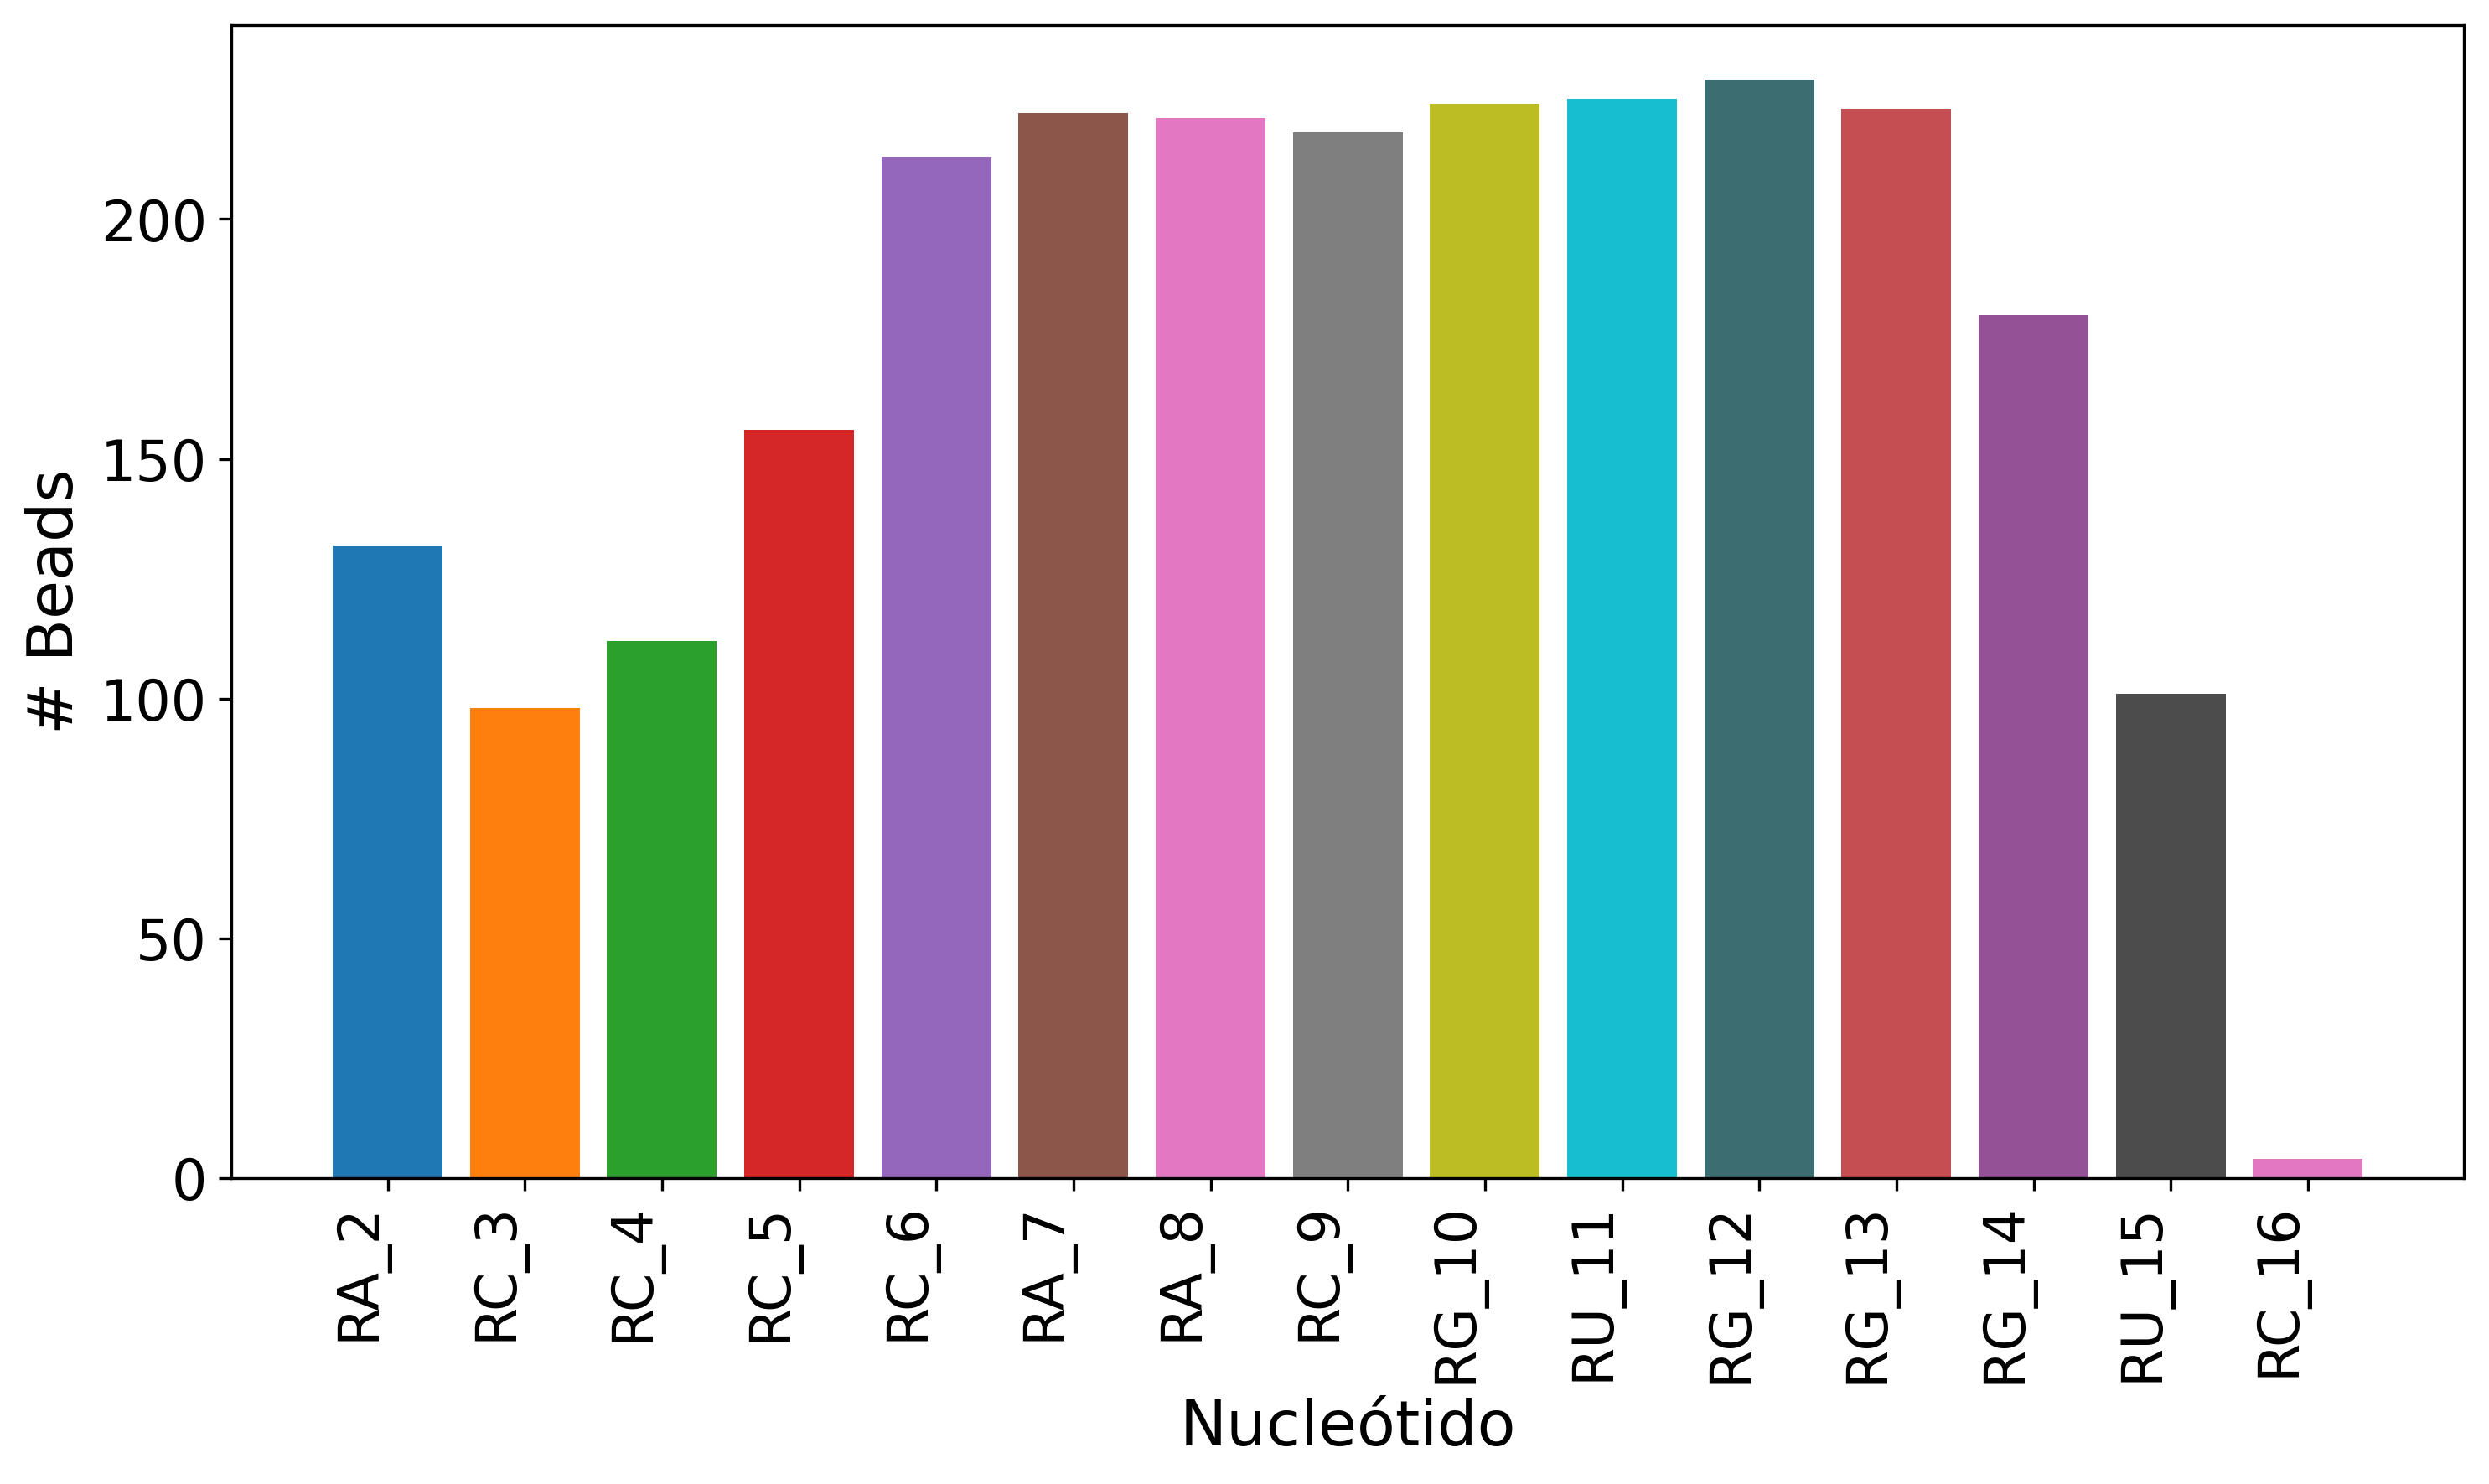 # Beads
200
150
100
50
0
RA_2
RC_3
RC_4
RC_5
RC_6
RA_7
RA_8
RC_9
RG_10
RU_11
RG_12
RG_13
RG_14
RU_15
RC_16
Nucleótido